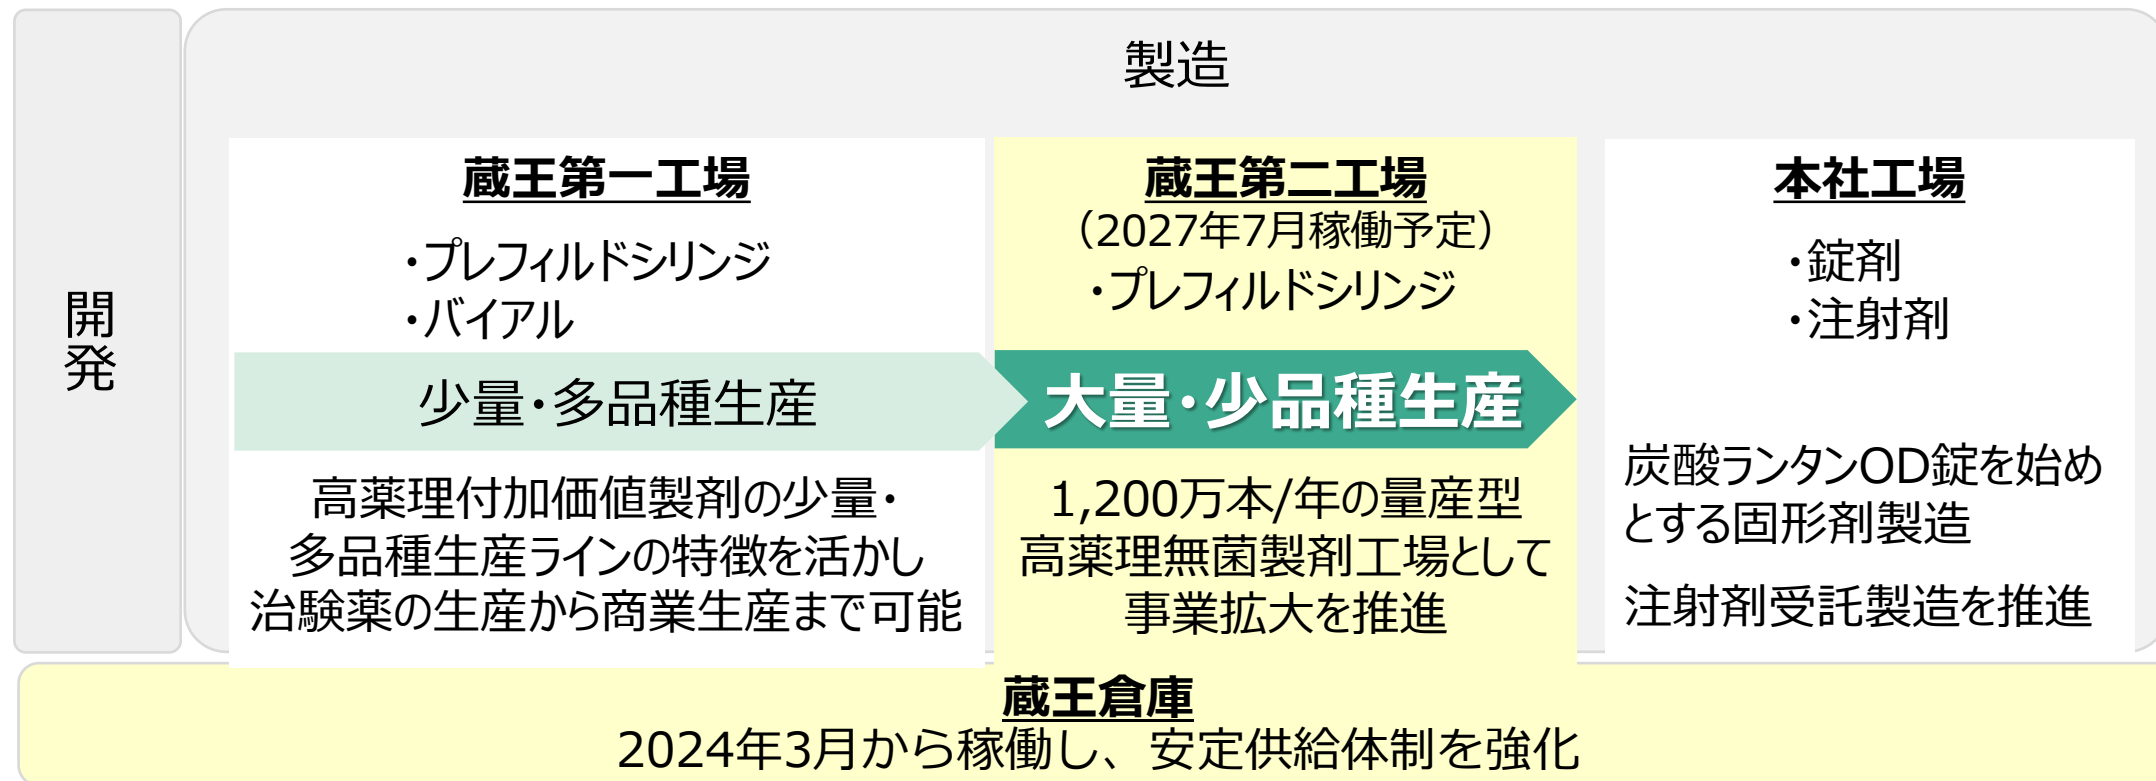 開発
製造
蔵王第一工場
・プレフィルドシリンジ
・バイアル
少量・多品種生産
高薬理付加価値製剤の少量・
多品種生産ラインの特徴を活かし
治験薬の生産から商業生産まで可能
蔵王第二工場
（2027年7月稼働予定）
・プレフィルドシリンジ
大量・少品種生産
1,200万本/年の量産型
高薬理無菌製剤工場として
事業拡大を推進
本社工場
・錠剤
・注射剤
炭酸ランタンOD錠を始め
とする固形剤製造
注射剤受託製造を推進
蔵王倉庫
2024年3月から稼働し、安定供給体制を強化